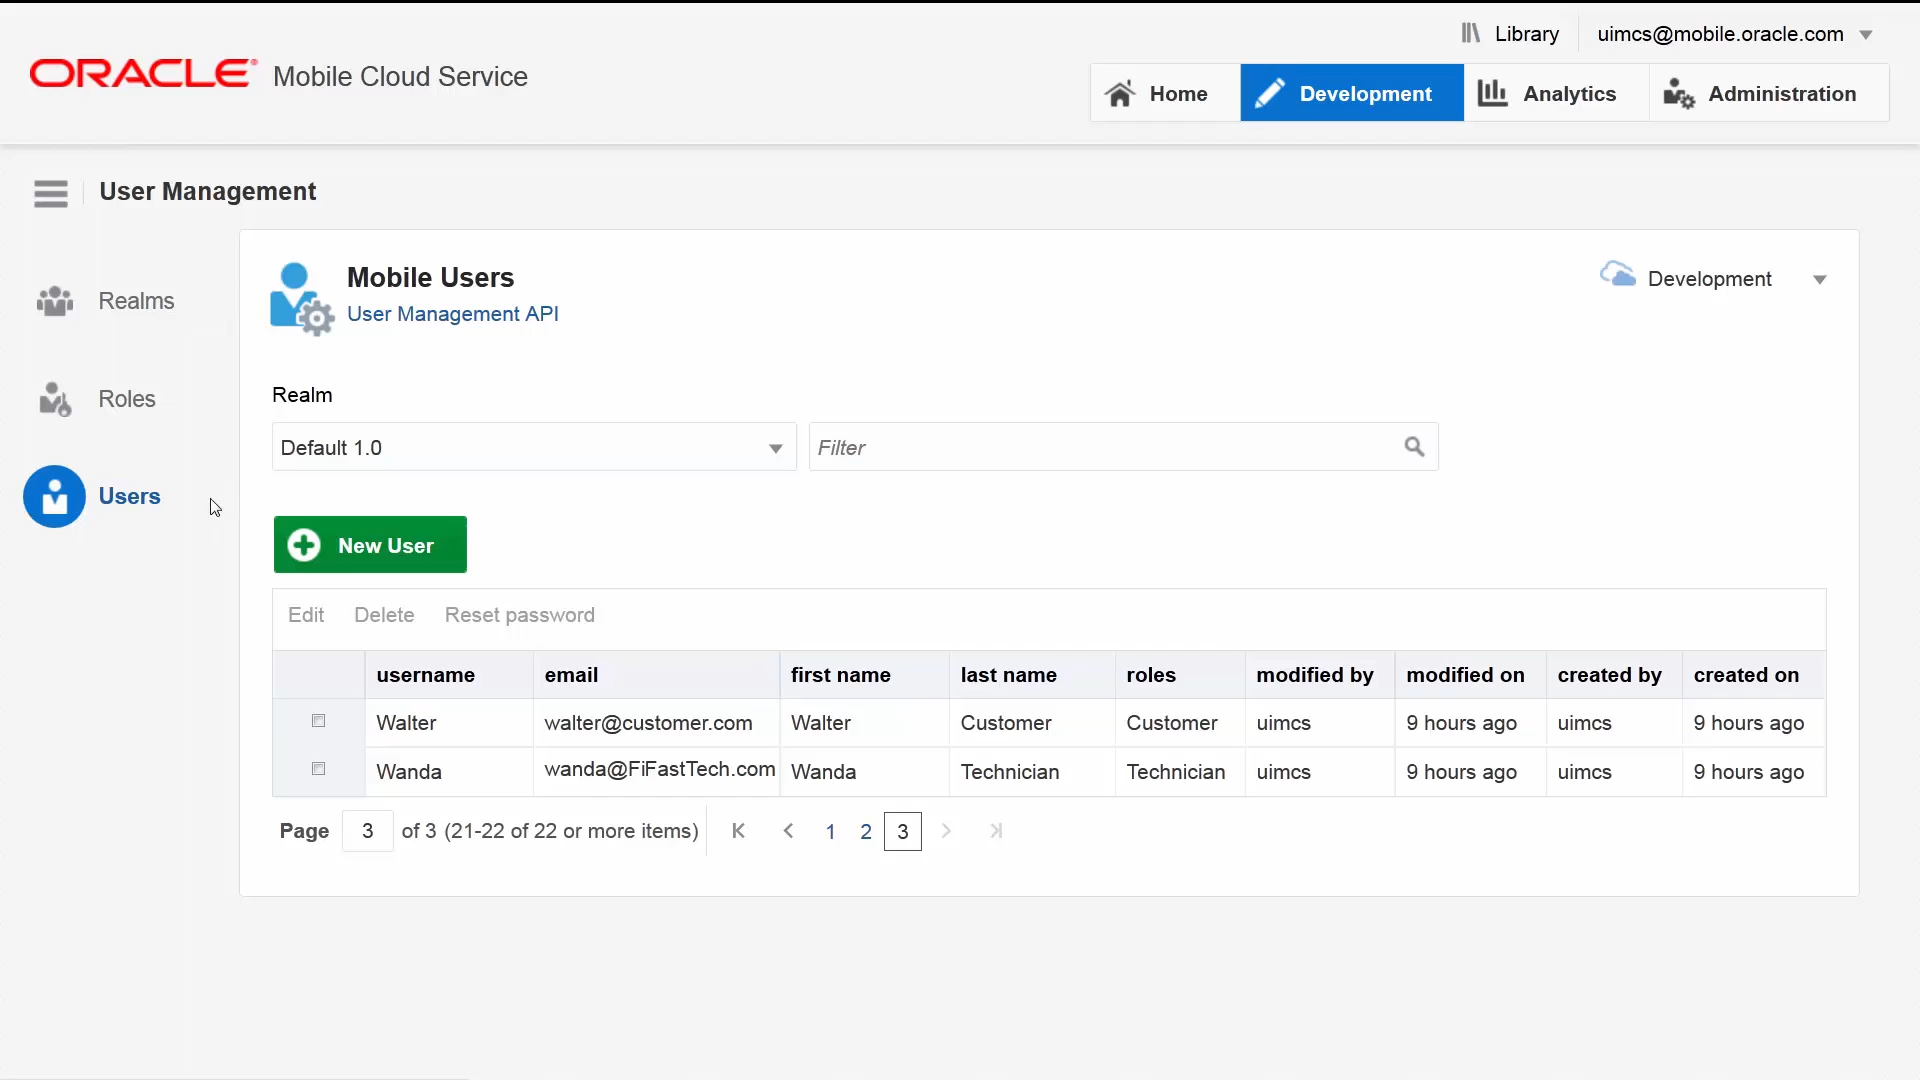 Library
uimcs@mobile.oracle.com
ORACLE® Mobile Cloud Service
Home
Development
Analytics
Administration
User Management
Realms
Roles
Users
Mobile Users
User Management API
Development
Realm
Default 1.0
Filter
New User
Edit Delete Reset password
username email first name last name roles modified by modified on created by created on
Walter walter@customer.com Walter Customer Customer uimcs 9 hours ago uimcs 9 hours ago
Wanda wanda@FiFastTech.com Wanda Technician Technician uimcs 9 hours ago uimcs 9 hours ago
Page 3 of 3 (21-22 of 22 or more items) 1 2 3